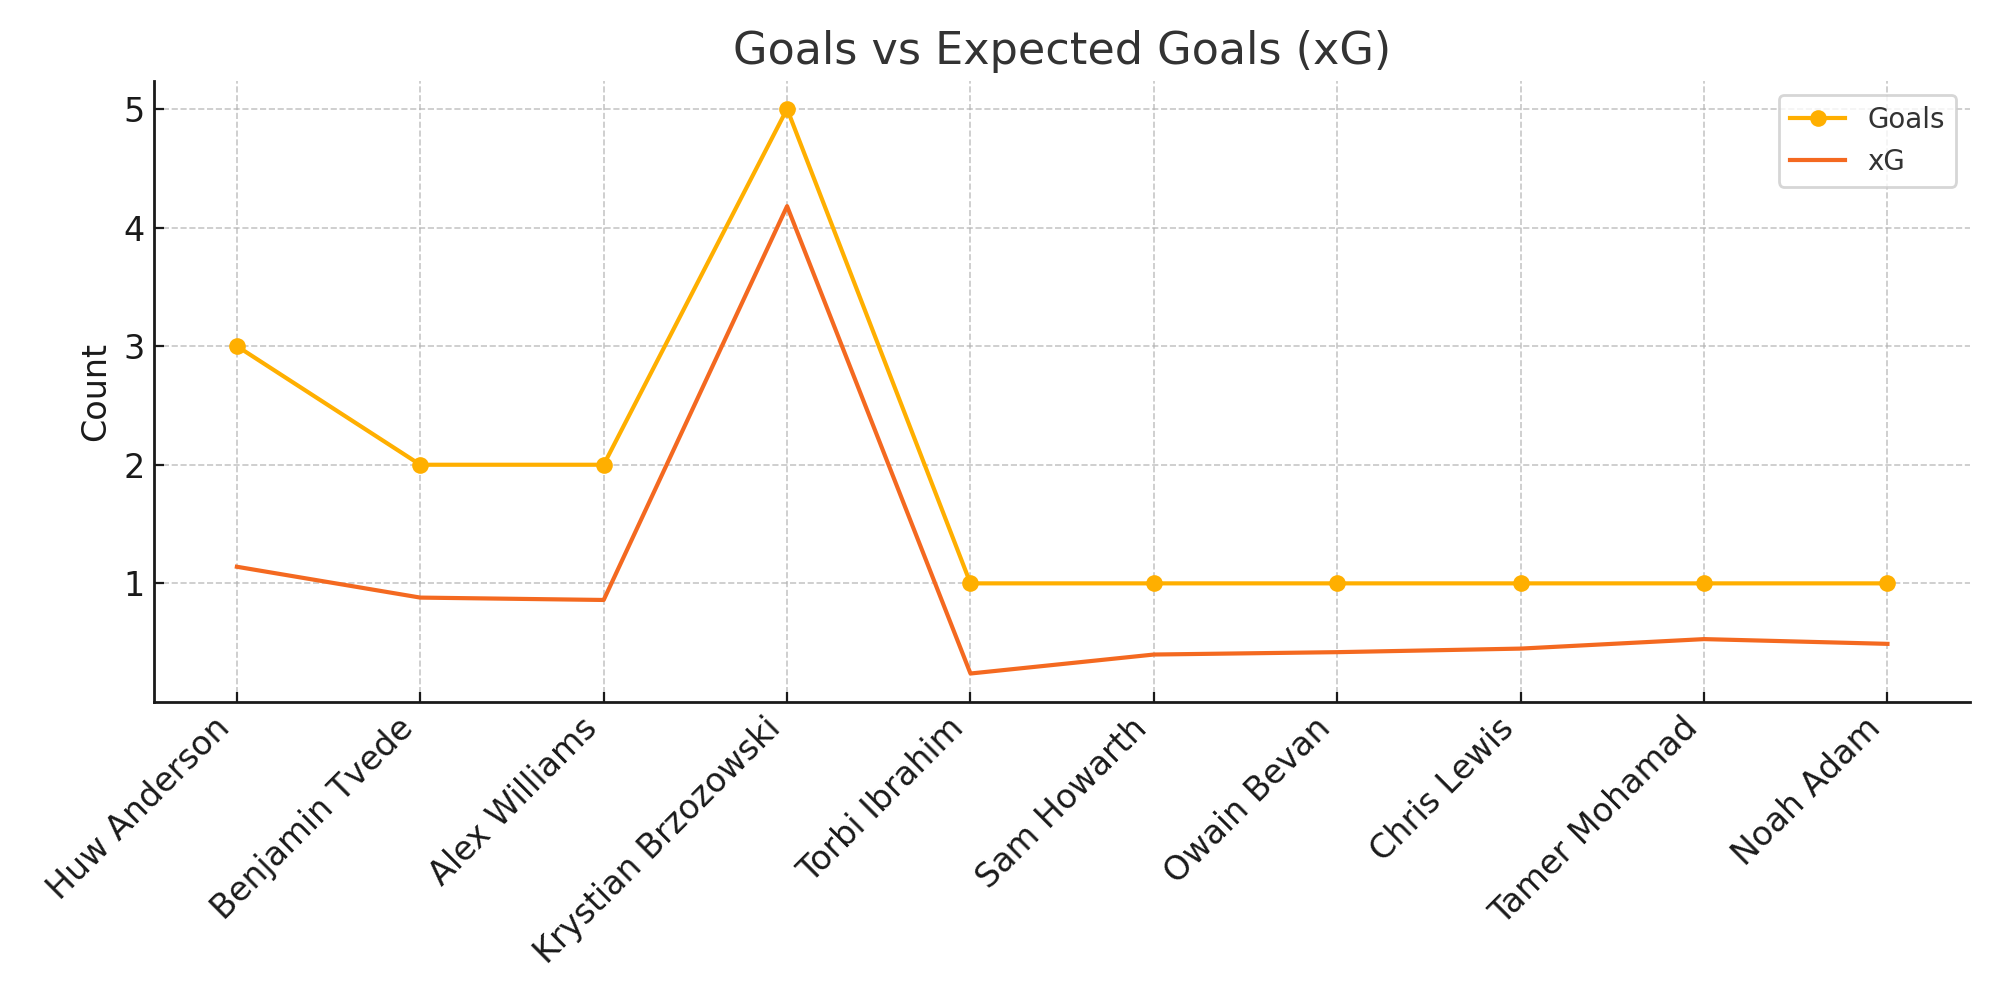 Goals vs Expected Goals (xG)
Goals
xG
Count
5
4
3
2
1
Huw Anderson
Benjamin Tvede
Alex Williams
Krystian Brzozowski
Torbi Ibrahim
Sam Howarth
Owain Bevan
Chris Lewis
Tamer Mohamad
Noah Adam